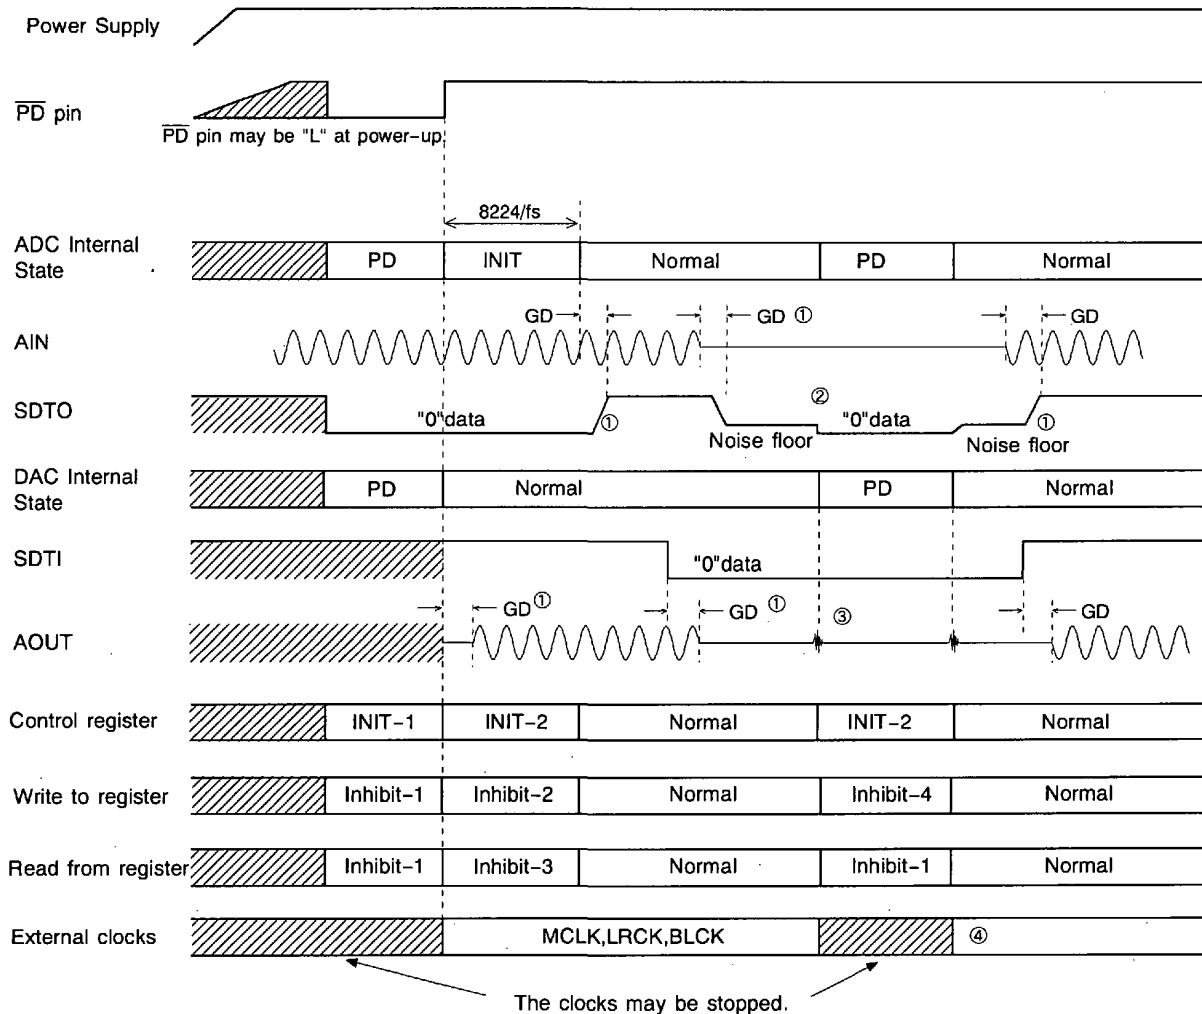 Power Supply
PD pin
PD pin may be "L" at power-up.
8224/fs
ADC Internal
State
PD INIT Normal PD Normal
GD GD ① GD
AIN
SDTO
"0"data ① ② "0"data ①
Noise floor Noise floor
DAC Internal
State
PD Normal PD Normal
SDTI
"0"data
GD ① GD ① ③ GD
AOUT
Control register INIT-1 INIT-2 Normal INIT-2 Normal
Write to register Inhibit-1 Inhibit-2 Normal Inhibit-4 Normal
Read from register Inhibit-1 Inhibit-3 Normal Inhibit-1 Normal
External clocks MCLK,LRCK,BLCK ④
The clocks may be stopped.